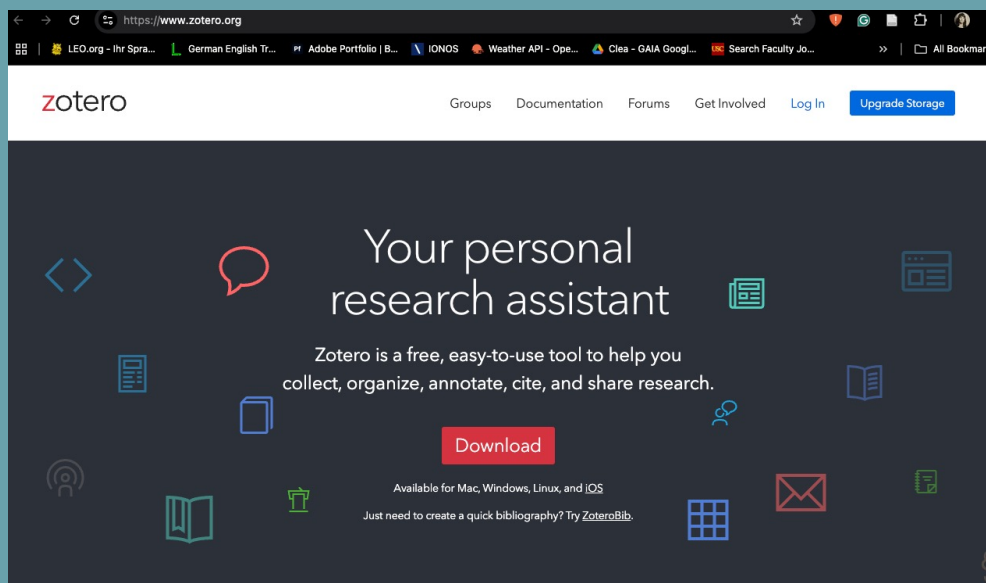 https://www.zotero.org
LEO.org - Ihr Spra... German English Tr... Adobe Portfolio | B... IONOS Weather API - Ope... Clea - GAIA Googl... USC Search Faculty Jo... » All Bookmar
zotero Groups Documentation Forums Get Involved Log In Upgrade Storage
Your personal
research assistant
Zotero is a free, easy-to-use tool to help you
collect, organize, annotate, cite, and share research.
Download
Available for Mac, Windows, Linux, and iOS
Just need to create a quick bibliography? Try ZoteroBib.